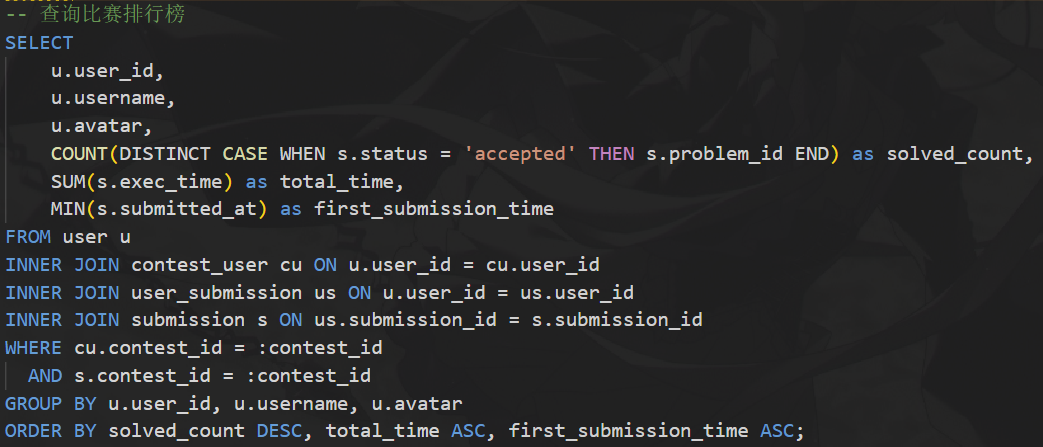 -- 查询比赛排行榜
SELECT
    u.user_id,
    u.username,
    u.avatar,
    COUNT(DISTINCT CASE WHEN s.status = 'accepted' THEN s.problem_id END) as solved_count,
    SUM(s.exec_time) as total_time,
    MIN(s.submitted_at) as first_submission_time
FROM user u
INNER JOIN contest_user cu ON u.user_id = cu.user_id
INNER JOIN user_submission us ON u.user_id = us.user_id
INNER JOIN submission s ON us.submission_id = s.submission_id
WHERE cu.contest_id = :contest_id
  AND s.contest_id = :contest_id
GROUP BY u.user_id, u.username, u.avatar
ORDER BY solved_count DESC, total_time ASC, first_submission_time ASC;